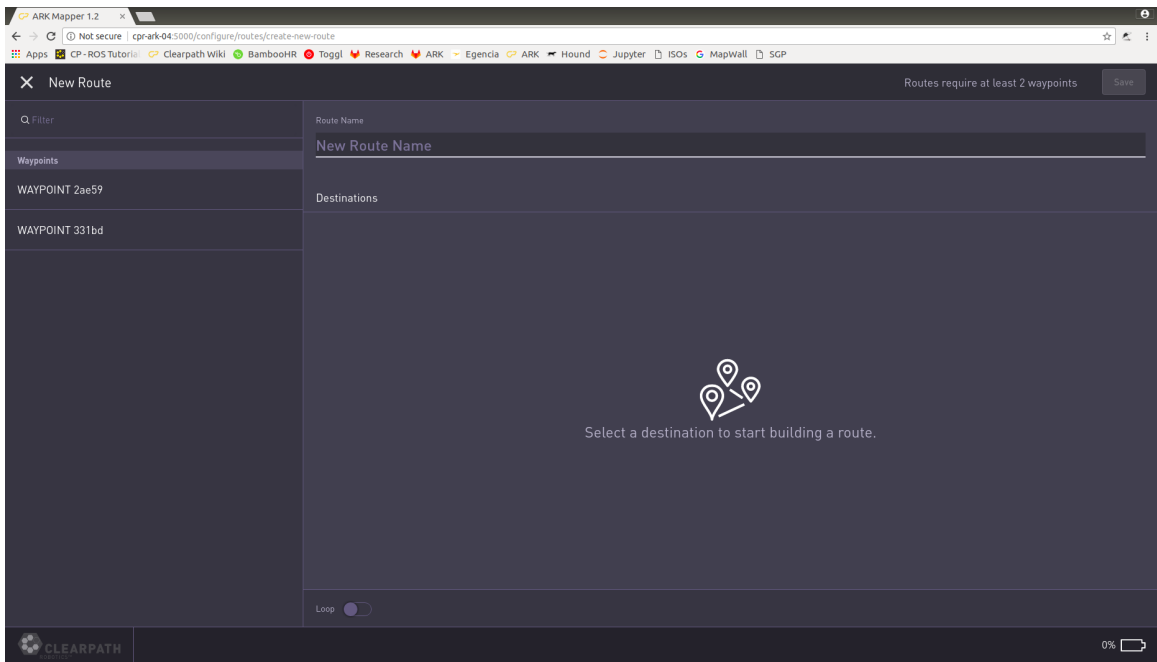 ARK Mapper 1.2
Not secure | cpr-ark-04:5000/configure/routes/create-new-route
Apps CP-ROS Tutorial Clearpath Wiki BambooHR Toggl Research ARK Egencia ARK Hound Jupyter ISOs MapWall SGP
New Route Routes require at least 2 waypoints Save
Filter
Route Name
New Route Name
Waypoints
WAYPOINT 2ae59
Destinations
WAYPOINT 331bd
Select a destination to start building a route.
Loop
CLEARPATH
0%